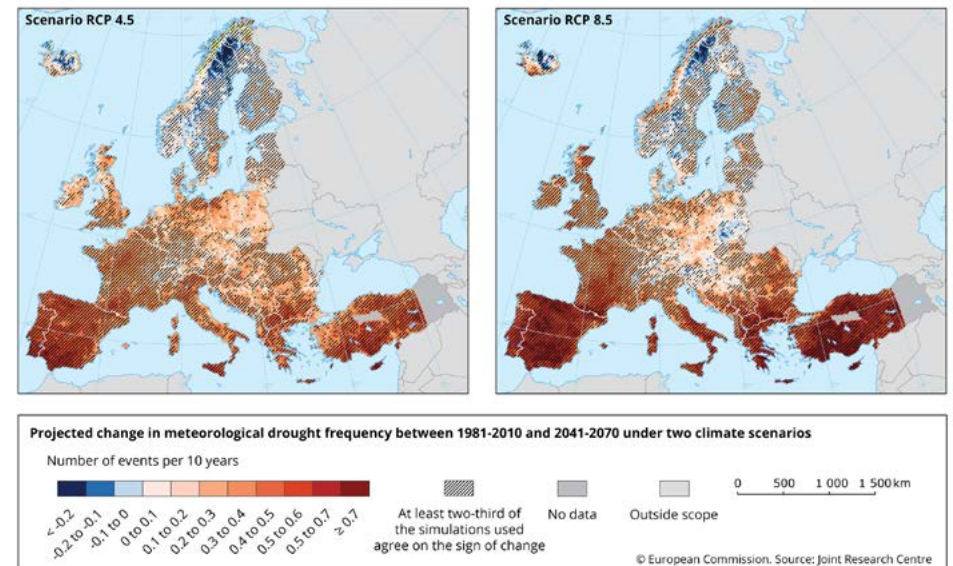 Scenario RCP 4.5
Scenario RCP 8.5
Projected change in meteorological drought frequency between 1981-2010 and 2041-2070 under two climate scenarios
Number of events per 10 years
< -0.2
-0.2 to -0.1
-0.1 to 0
0 to 0.1
0.1 to 0.2
0.2 to 0.3
0.3 to 0.4
0.4 to 0.5
0.5 to 0.6
0.5 to 0.7
≥ 0.7
At least two-third of
the simulations used
agree on the sign of change
No data
Outside scope
0 500 1 000 1 500 km
© European Commission. Source: Joint Research Centre